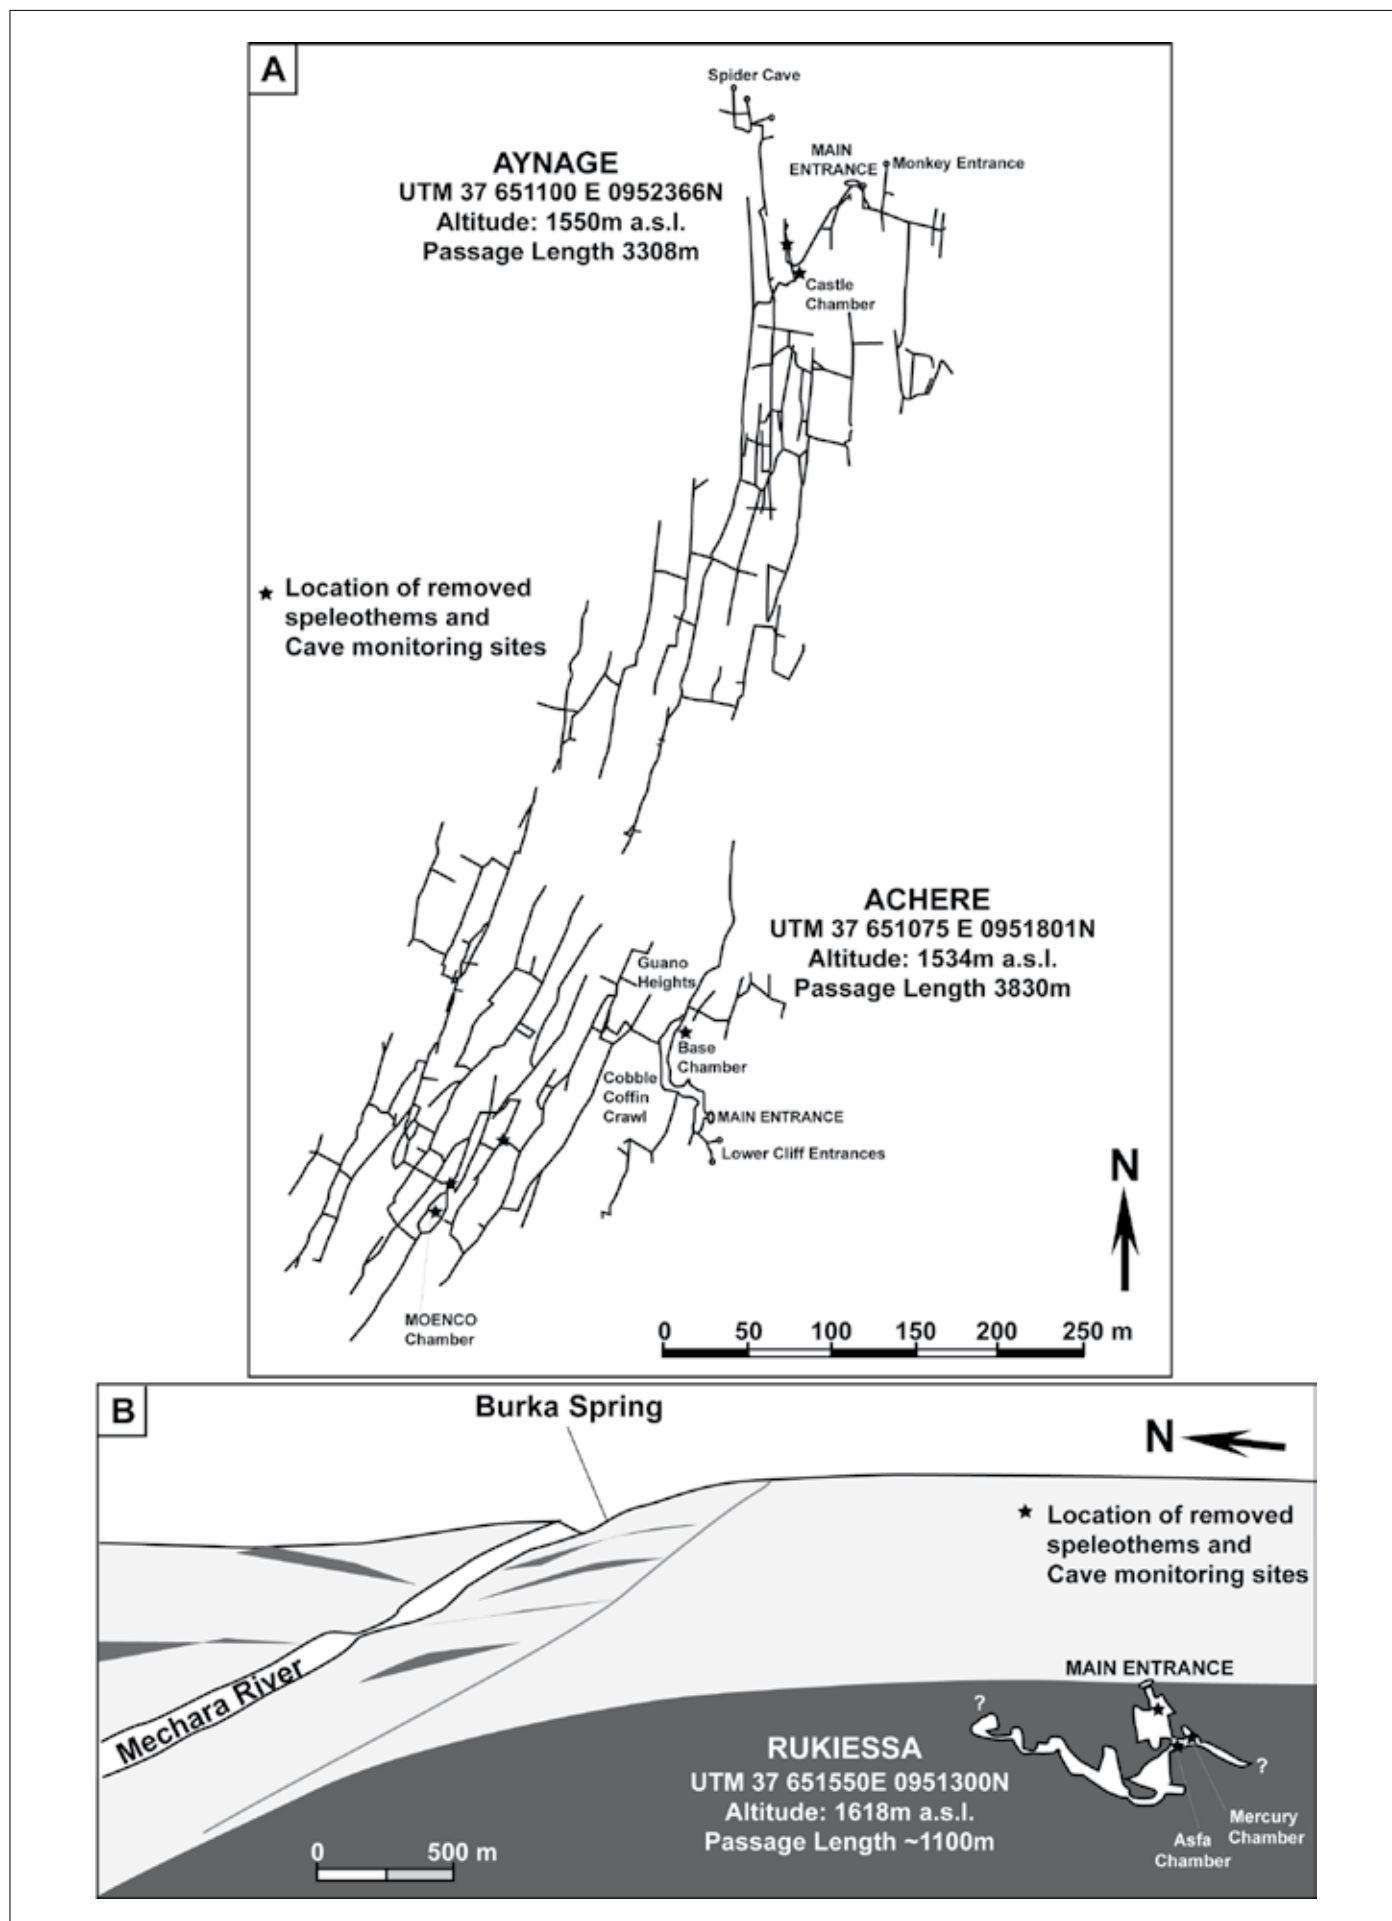 A
Spider Cave
AYNAGE
UTM 37 651100 E 0952366N
Altitude: 1550m a.s.l.
Passage Length 3308m
MAIN
ENTRANCE
Monkey Entrance
Castle
Chamber
Location of removed
speleothems and
Cave monitoring sites
ACHERE
UTM 37 651075 E 0951801N
Altitude: 1534m a.s.l.
Passage Length 3830m
Guano
Heights
Base
Chamber
Cobble
Coffin
Crawl
MAIN ENTRANCE
Lower Cliff Entrances
N
MOENCO
Chamber
0 50 100 150 200 250 m
B
Burka Spring
N
Location of removed
speleothems and
Cave monitoring sites
Mechara River
MAIN ENTRANCE
?
?
RUKIESSA
UTM 37 651550E 0951300N
Altitude: 1618m a.s.l.
Passage Length ~1100m
Mercury
Chamber
Asfa
Chamber
0 500 m